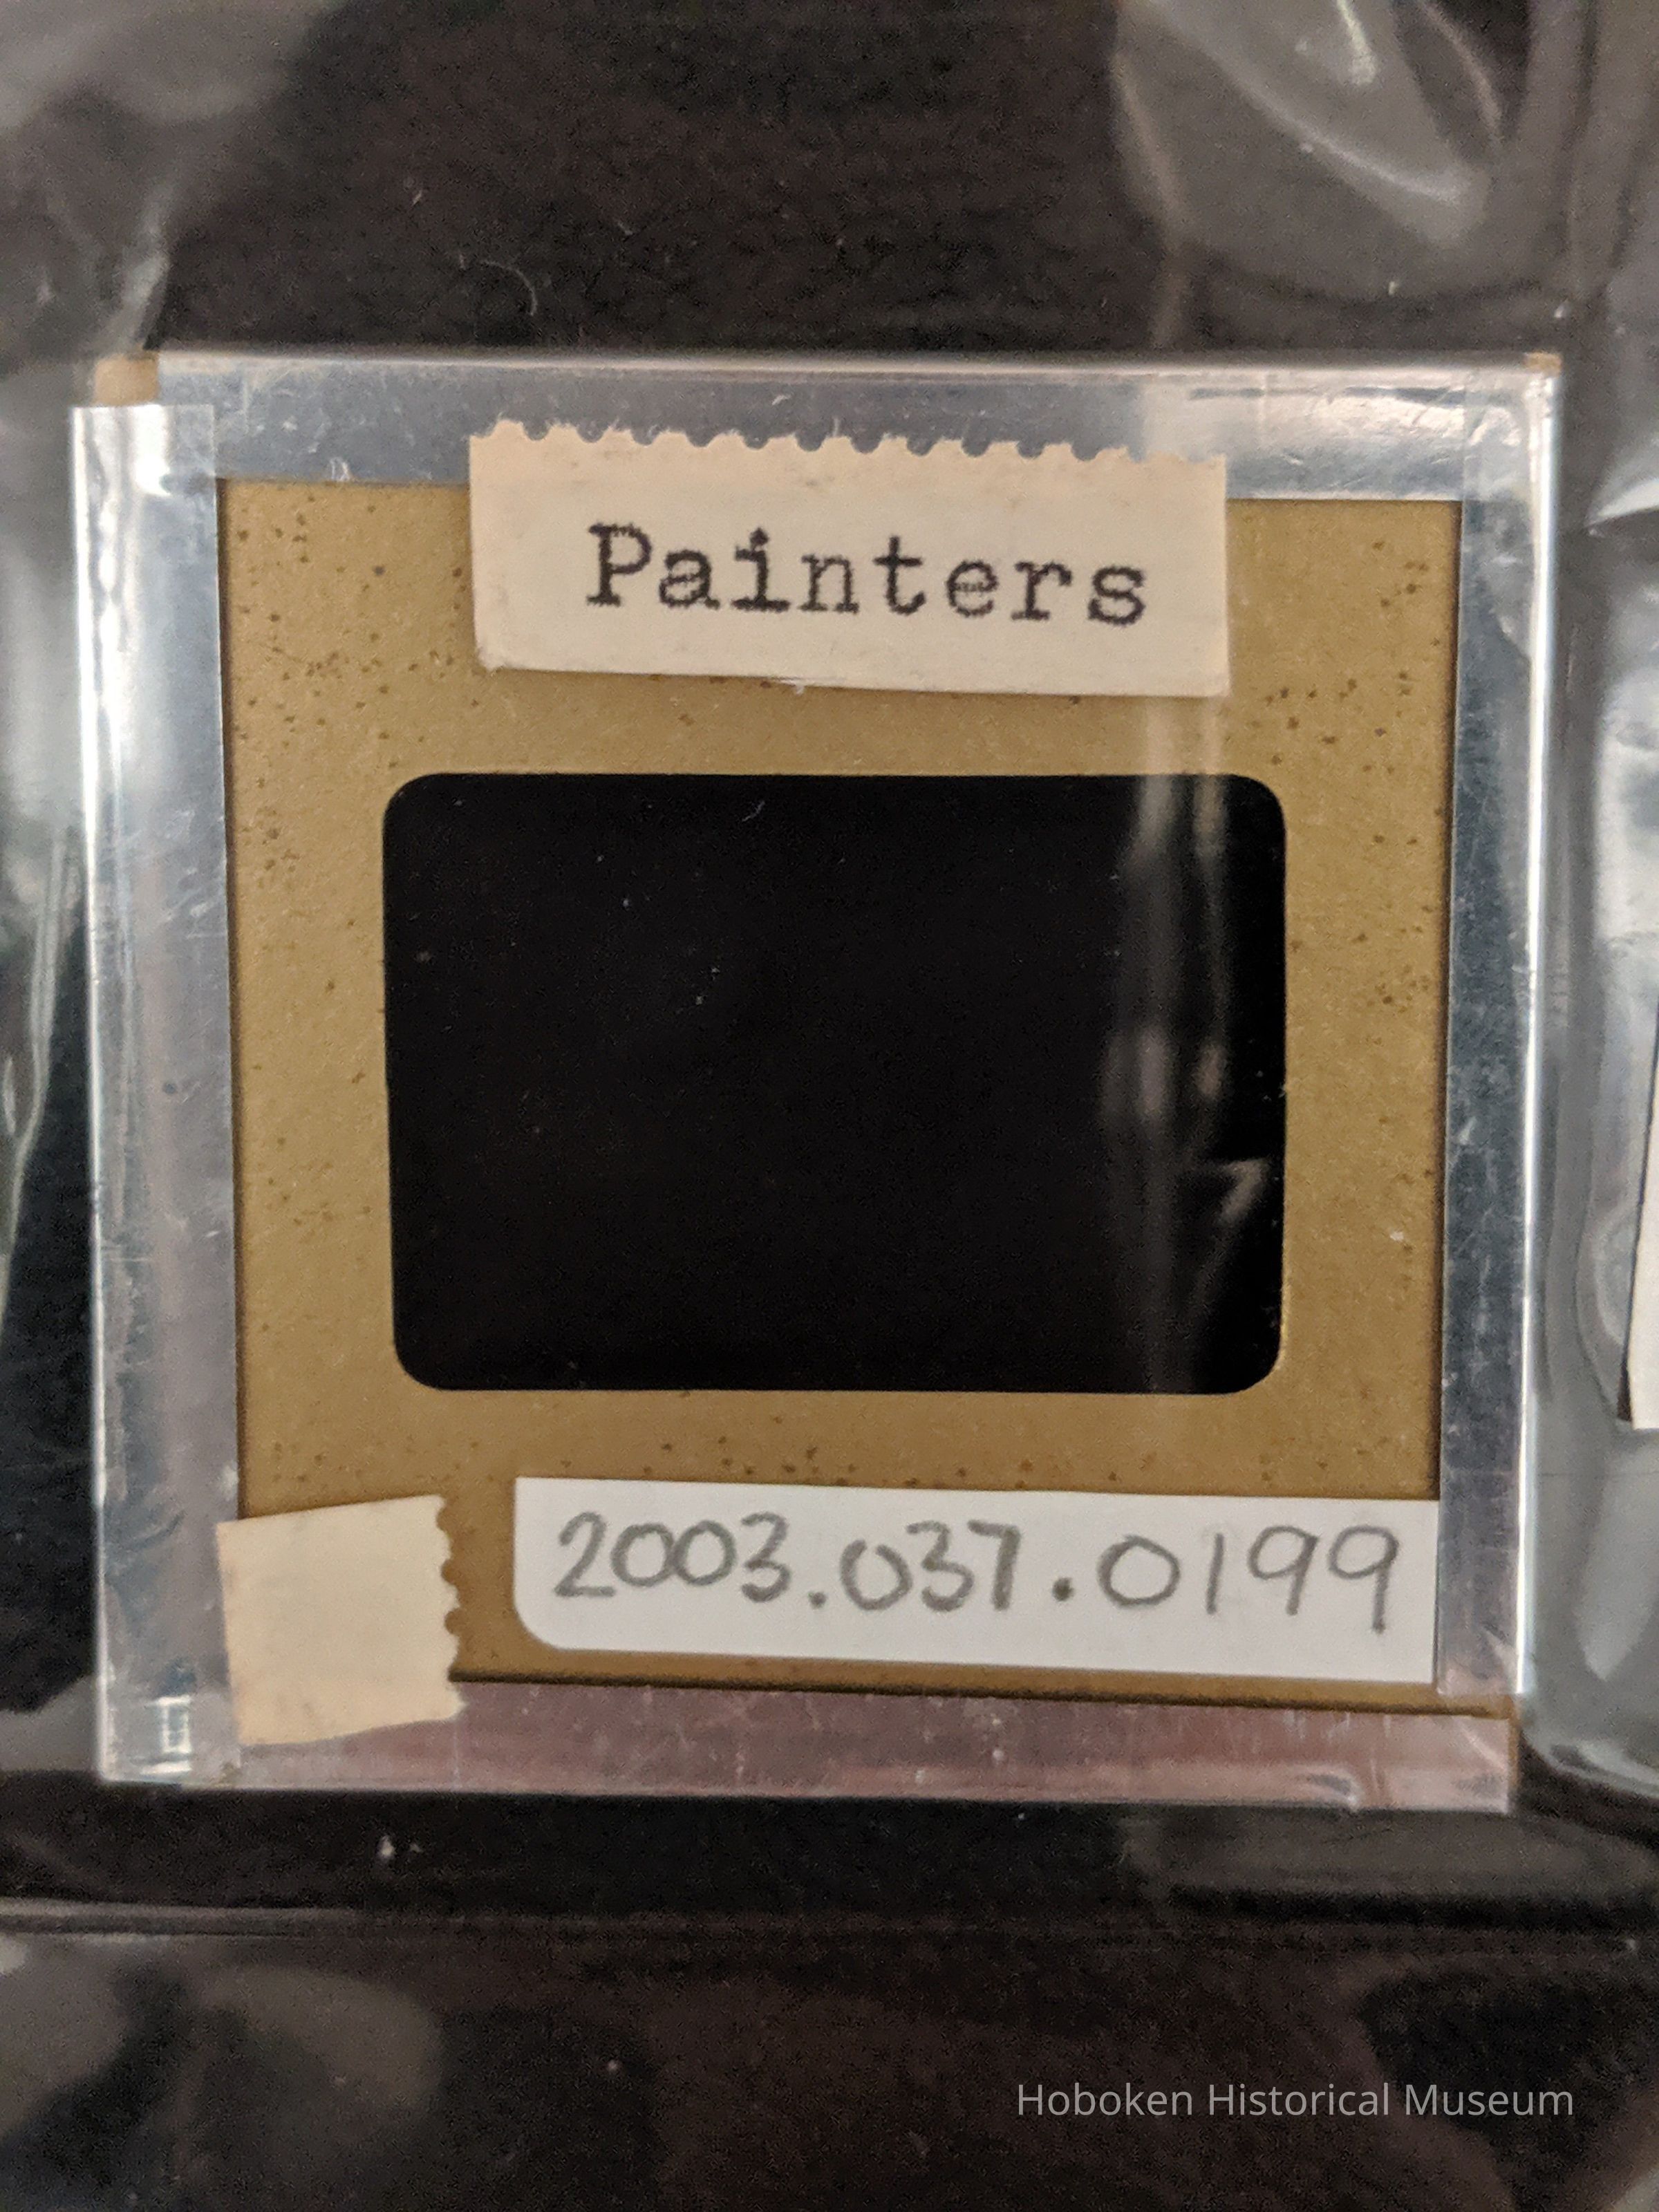 Painters
2003.037.0199
Hoboken Historical Museum